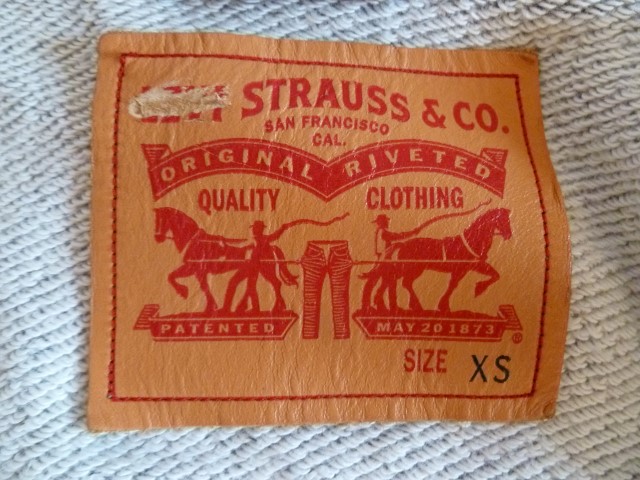 STRAUSS & CO.
SAN FRANCISCO
CAL.
ORIGINAL RIVETED
QUALITY CLOTHING
PATENTED MAY 20 1873
®
SIZE XS